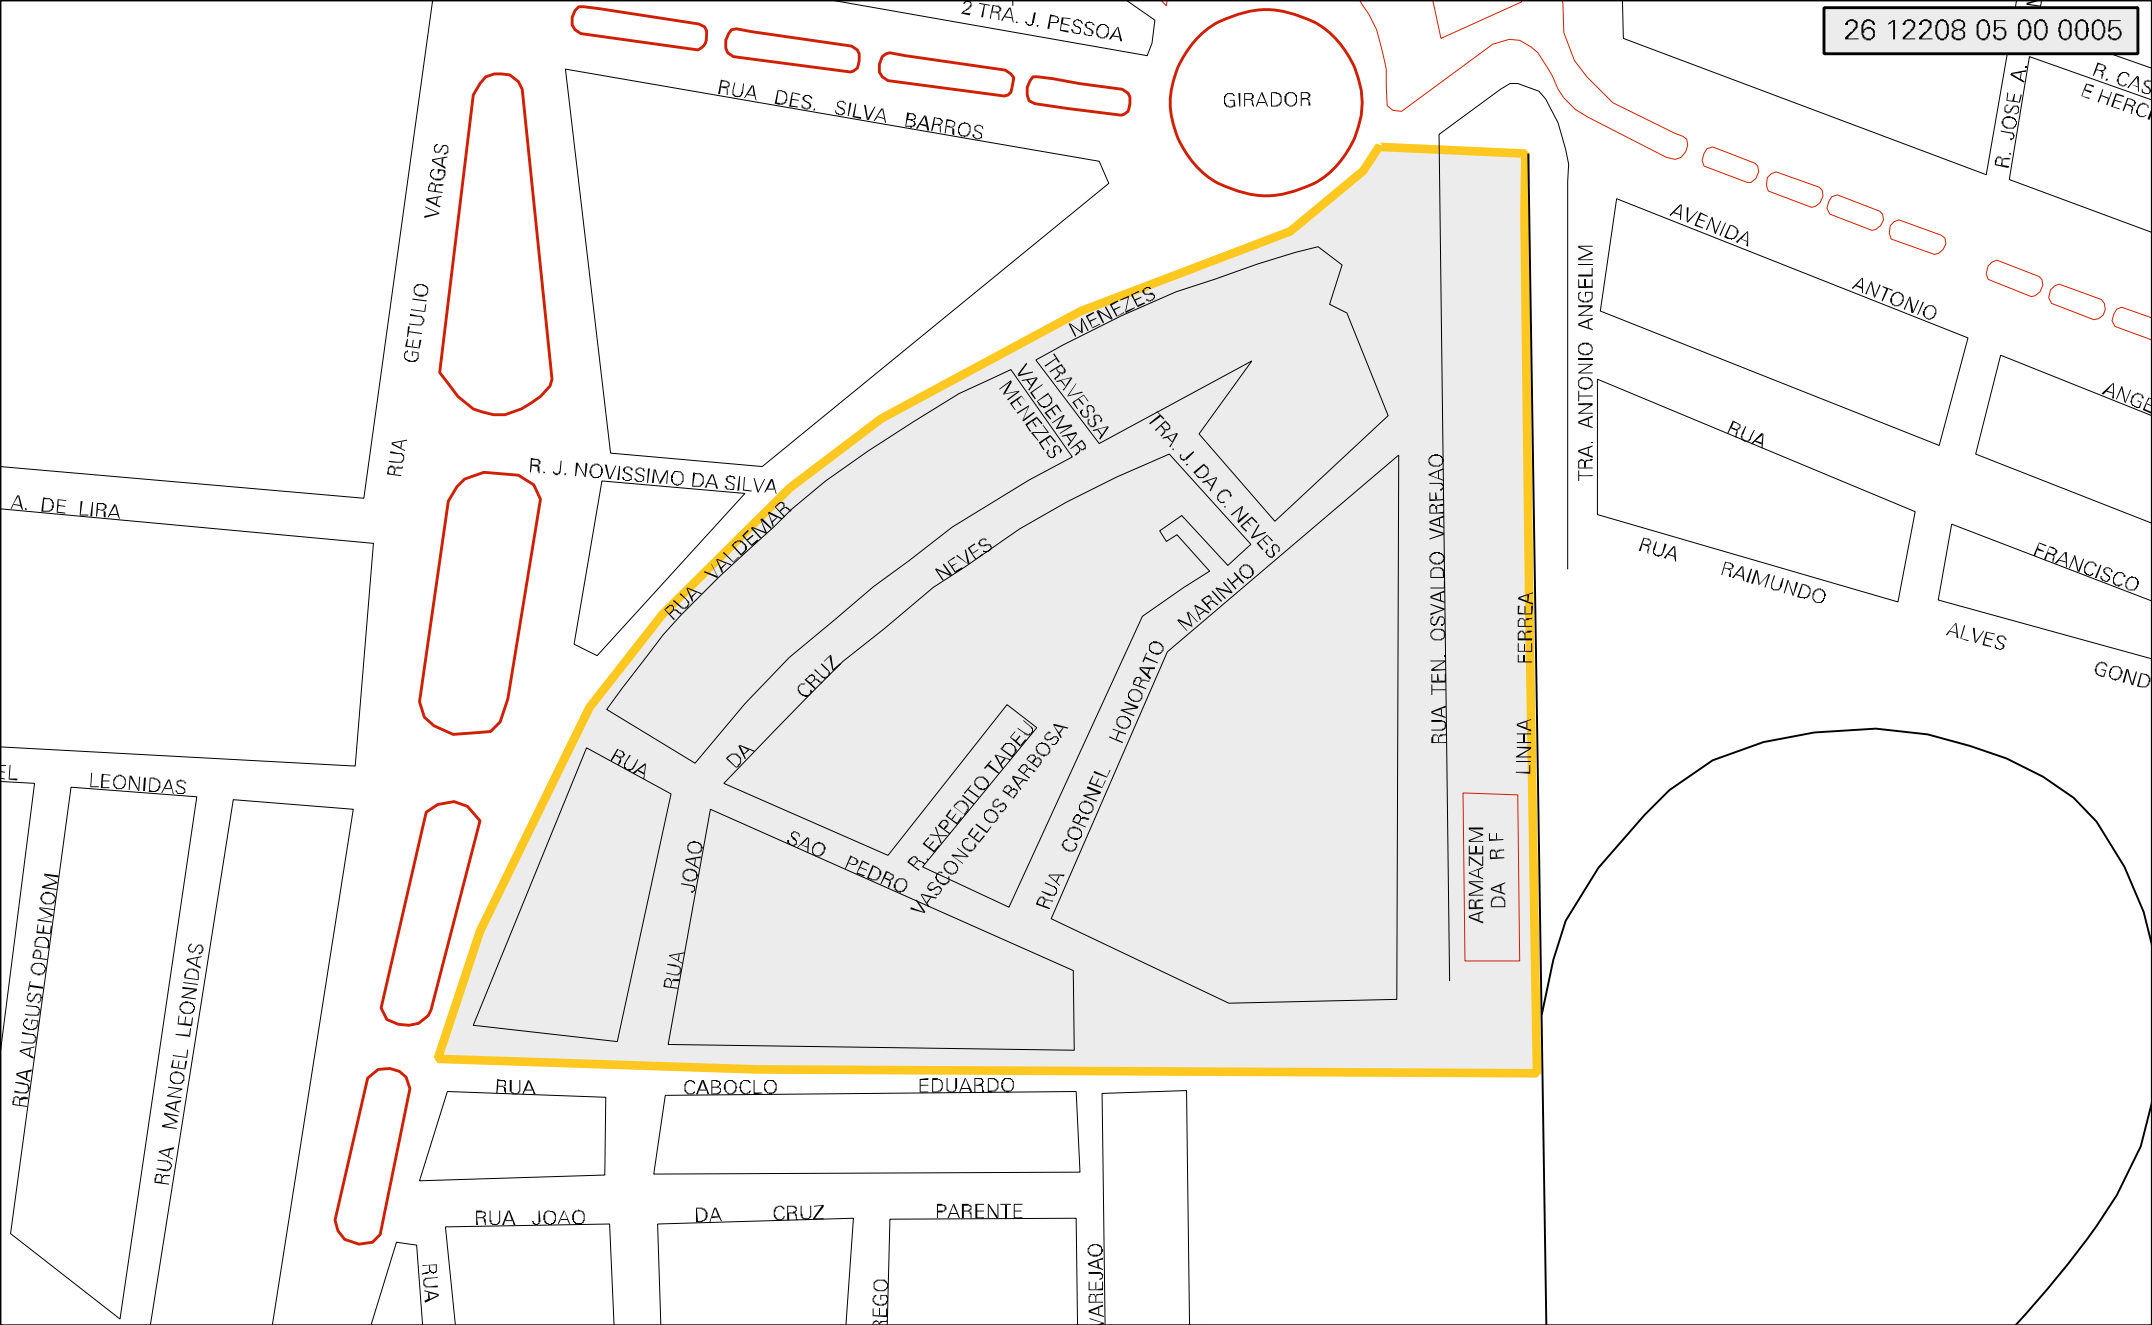 2 TRA. J. PESSOA
26 12208 05 00 0005
RUA DES. SILVA BARROS
GIRADOR
R. JOSE A.
R. CAS
E HERC
RUA GETULIO VARGAS
AVENIDA ANTONIO
ANGE
TRA. ANTONIO ANGELIM
MENEZES
TRAVESSA
VALDEMAR
MENEZES
TRA. J. DA C. NEVES
RUA
FRANCISCO
R. J. NOVISSIMO DA SILVA
A. DE LIRA
RUA VALDEMAR
RUA TEN. OSVALDO VAREJAO
RUA RAIMUNDO
ALVES
GOND
NEVES
CRUZ
DA
RUA CORONEL HONORATO MARINHO
LINHA FERREA
RUA
SAO PEDRO
R. EXPEDITO TADEU
VASCONCELOS BARBOSA
EL
LEONIDAS
RUA JOAO
ARMAZEM
DA RF
RUA AUGUST OPDEMOM
RUA MANOEL LEONIDAS
RUA CABOCLO EDUARDO
RUA JOAO DA CRUZ PARENTE
RUA
REGO
VAREJAO